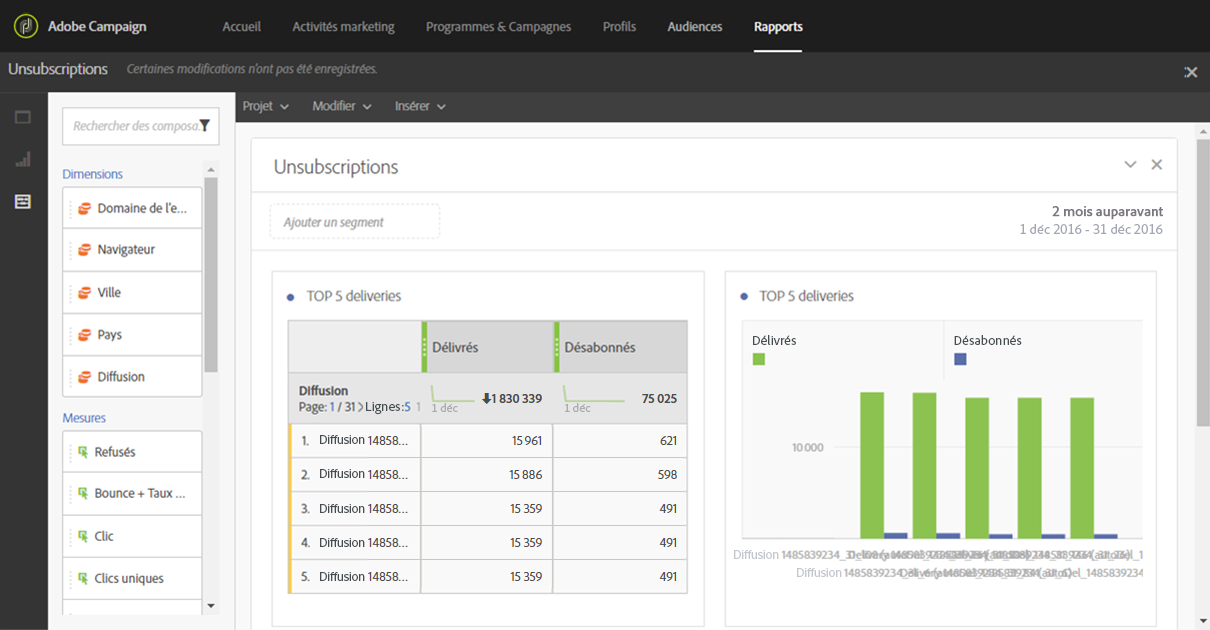 Adobe Campaign
Accueil Activités marketing Programmes & Campagnes Profils Audiences Rapports
Unsubscriptions Certaines modifications n'ont pas été enregistrées.
Projet Modifier Insérer
Rechercher des composa.
Dimensions
Domaine de l'e...
Navigateur
Ville
Pays
Diffusion
Mesures
Refusés
Bounce + Taux ...
Clic
Clics uniques
Unsubscriptions
Ajouter un segment
2 mois auparavant
1 déc 2016 - 31 déc 2016
TOP 5 deliveries
Délivrés Désabonnés
Diffusion
Page: 1 / 31 > Lignes:5 1
1 déc 1 830 339 1 déc 75 025
1. Diffusion 14858... 15 961 621
2. Diffusion 14858... 15 886 598
3. Diffusion 14858... 15 359 491
4. Diffusion 14858... 15 359 491
5. Diffusion 14858... 15 359 491
TOP 5 deliveries
Délivrés Désabonnés
10 000
Diffusion 1485839234_3
Diffusion 1485839234_3